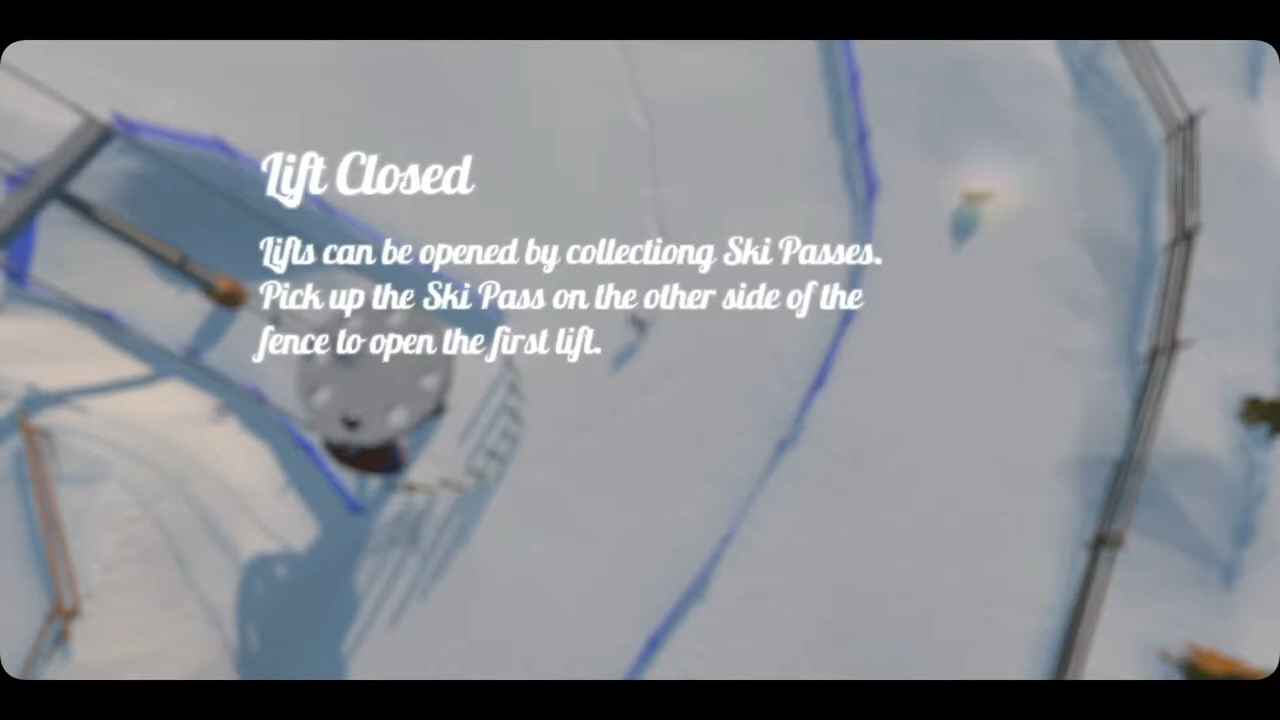 Lift Closed
Lifts can be opened by collectiong Ski Passes.
Pick up the Ski Pass on the other side of the
fence to open the first lift.